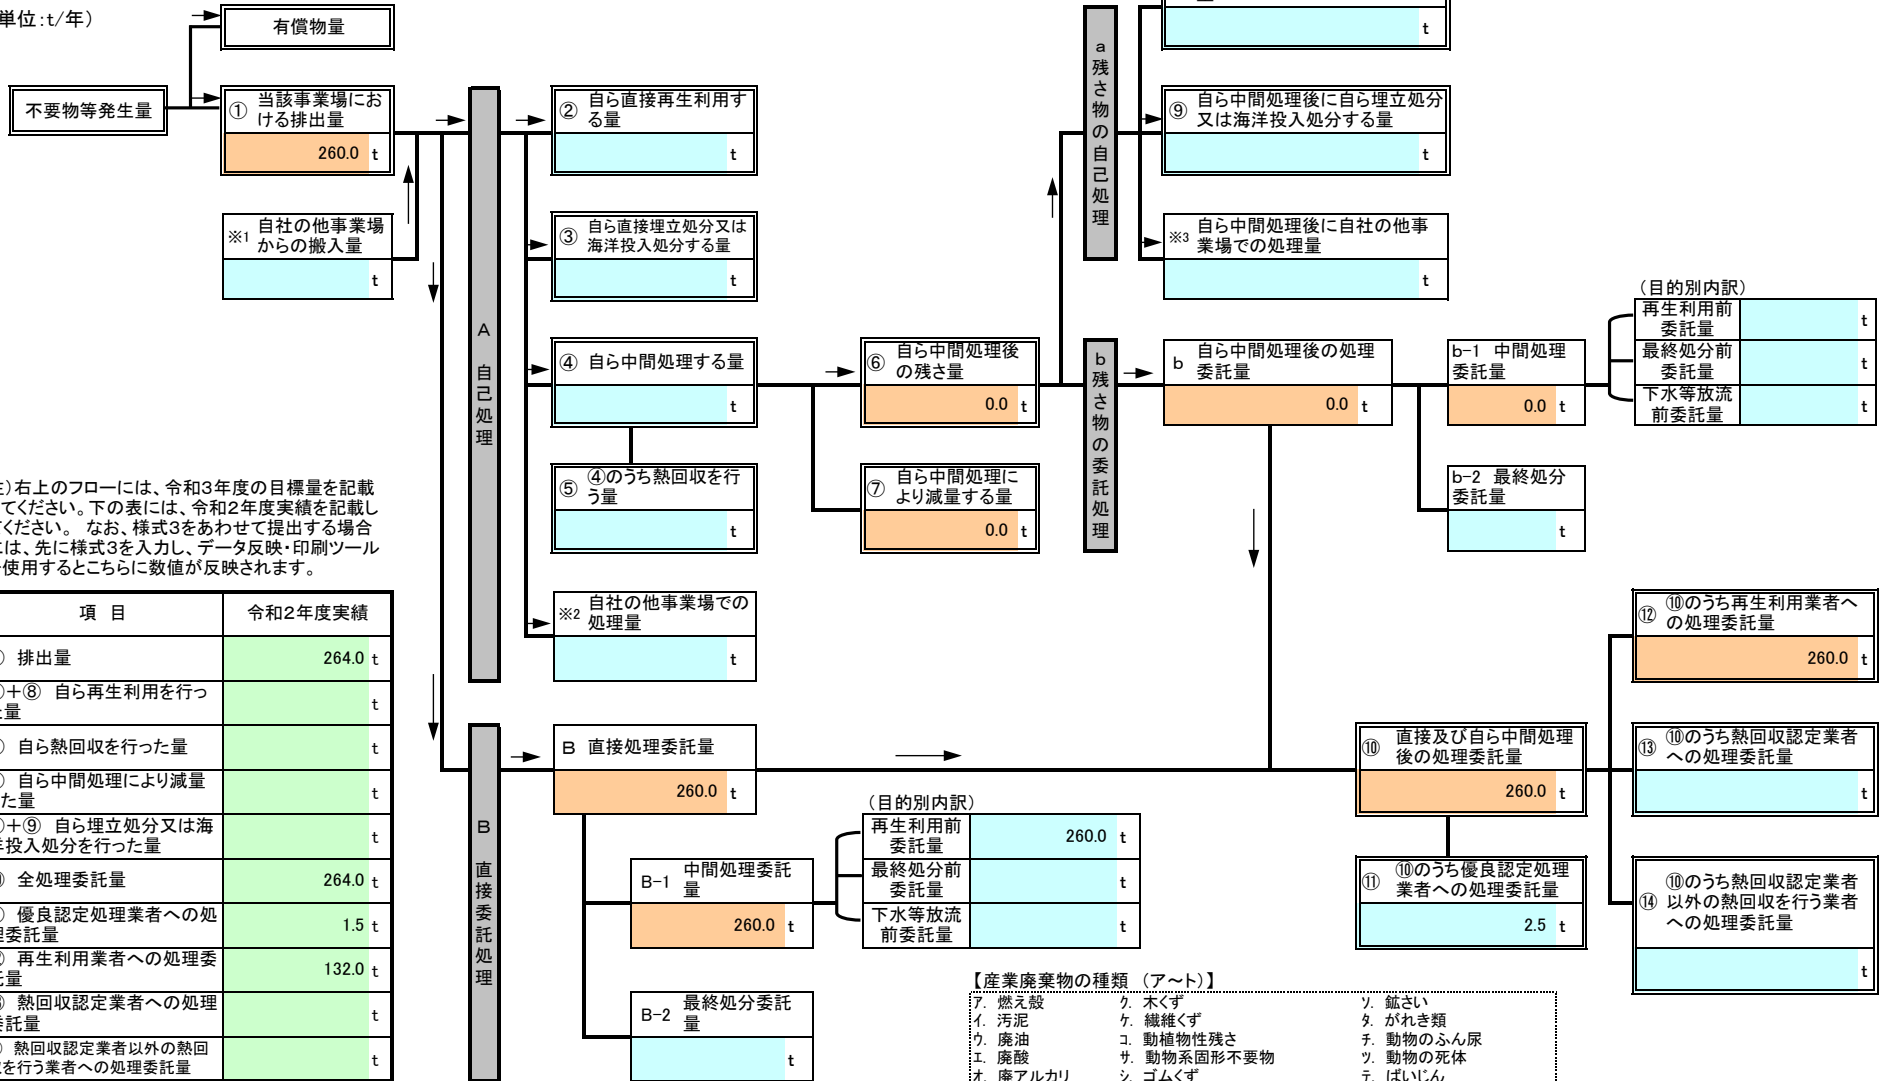 単位：t/年）
有償物量
不要物等発生量
① 当該事業場にお
ける排出量
260.0 t
※1 自社の他事業場
からの搬入量
t
A 自己処理
② 自ら直接再生利用す
る量
t
③ 自ら直接埋立処分又は
海洋投入処分する量
t
④ 自ら中間処理する量
t
⑤ ④のうち熱回収を行
う量
t
※2 自社の他事業場での
処理量
t
⑥ 自ら中間処理後
の残さ量
0.0 t
⑦ 自ら中間処理に
より減量する量
0.0 t
a 残さ物の自己処理
t
⑨ 自ら中間処理後に自ら埋立処分
又は海洋投入処分する量
t
※3 自ら中間処理後に自社の他事
業場での処理量
t
b 残さ物の委託処理
b 自ら中間処理後の処理
委託量
0.0 t
b-1 中間処理
委託量
0.0 t
b-2 最終処分
委託量
t
（目的別内訳）
再生利用前
委託量
t
最終処分前
委託量
t
下水等放流
前委託量
t
）右上のフローには、令和3年度の目標量を記載
てください。下の表には、令和2年度実績を記載し
ください。 なお、様式3をあわせて提出する場合
は、先に様式3を入力し、データ反映・印刷ツール
使用するとこちらに数値が反映されます。
項 目 令和2年度実績
） 排出量 264.0 t
）＋⑧ 自ら再生利用を行っ
量 t
） 自ら熱回収を行った量 t
） 自ら中間処理により減量
た量 t
）＋⑨ 自ら埋立処分又は海
投入処分を行った量 t
） 全処理委託量 264.0 t
） 優良認定処理業者への処
委託量 1.5 t
） 再生利用業者への処理委
量 132.0 t
） 熱回収認定業者への処理
託量 t
） 熱回収認定業者以外の熱回
を行う業者への処理委託量 t
B 直接委託処理
B 直接処理委託量
260.0 t
B-1 中間処理委託
量
260.0 t
B-2 最終処分委託
量
t
（目的別内訳）
再生利用前
委託量
260.0 t
最終処分前
委託量
t
下水等放流
前委託量
t
⑩ 直接及び自ら中間処理
後の処理委託量
260.0 t
⑪ ⑩のうち優良認定処理
業者への処理委託量
2.5 t
⑫ ⑩のうち再生利用業者へ
の処理委託量
260.0 t
⑬ ⑩のうち熱回収認定業者
への処理委託量
t
⑭ ⑩のうち熱回収認定業者
以外の熱回収を行う業者
への処理委託量
t
【産業廃棄物の種類 （ア～ト）】
ア. 燃え殻 ク. 木くず ソ. 鉱さい
イ. 汚泥 ケ. 繊維くず タ. がれき類
ウ. 廃油 コ. 動植物性残さ チ. 動物のふん尿
エ. 廃酸 サ. 動物系固形不要物 ツ. 動物の死体
オ. 廃アルカリ シ. ゴムくず テ. ばいじん